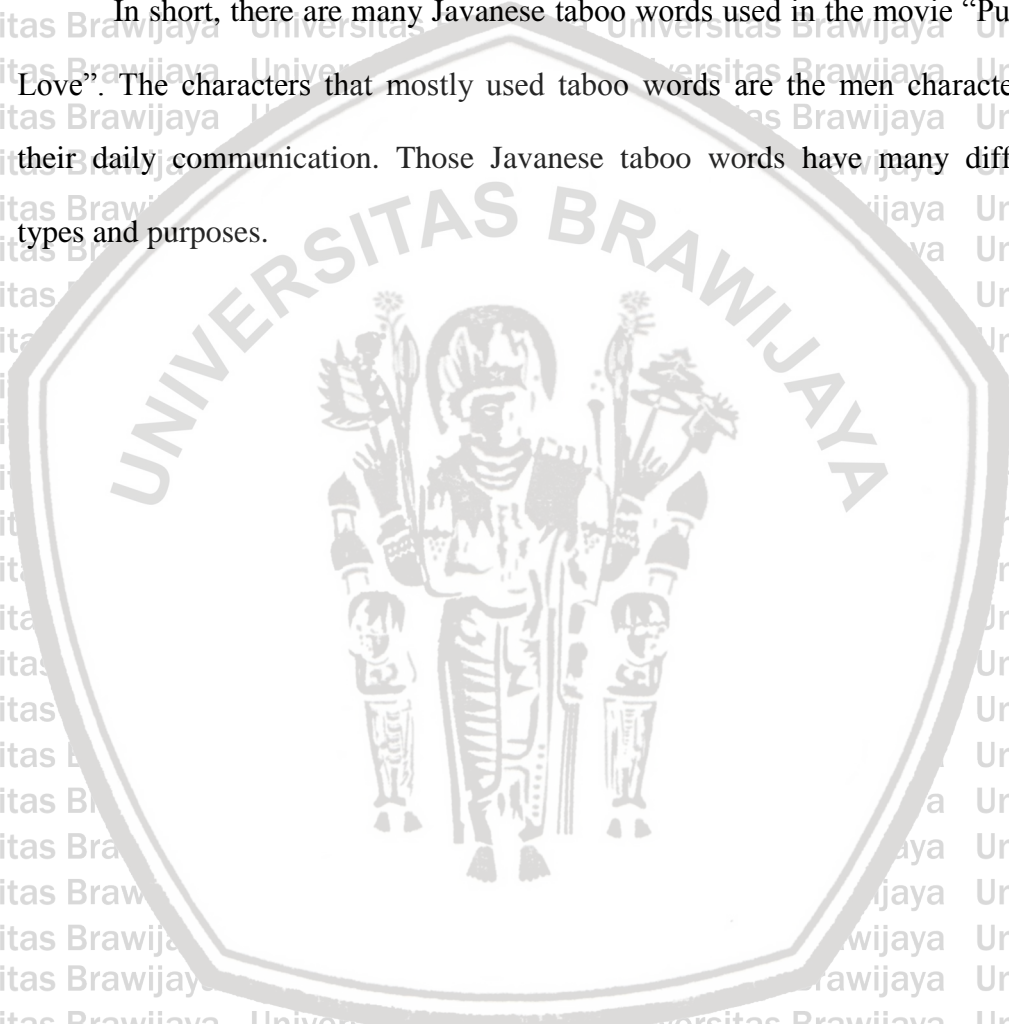 In short, there are many Javanese taboo words used in the movie “Pu
Love”. The characters that mostly used taboo words are the men characte
their daily communication. Those Javanese taboo words have many diff
types and purposes.
UNIVERSITAS BRAWIJAYA